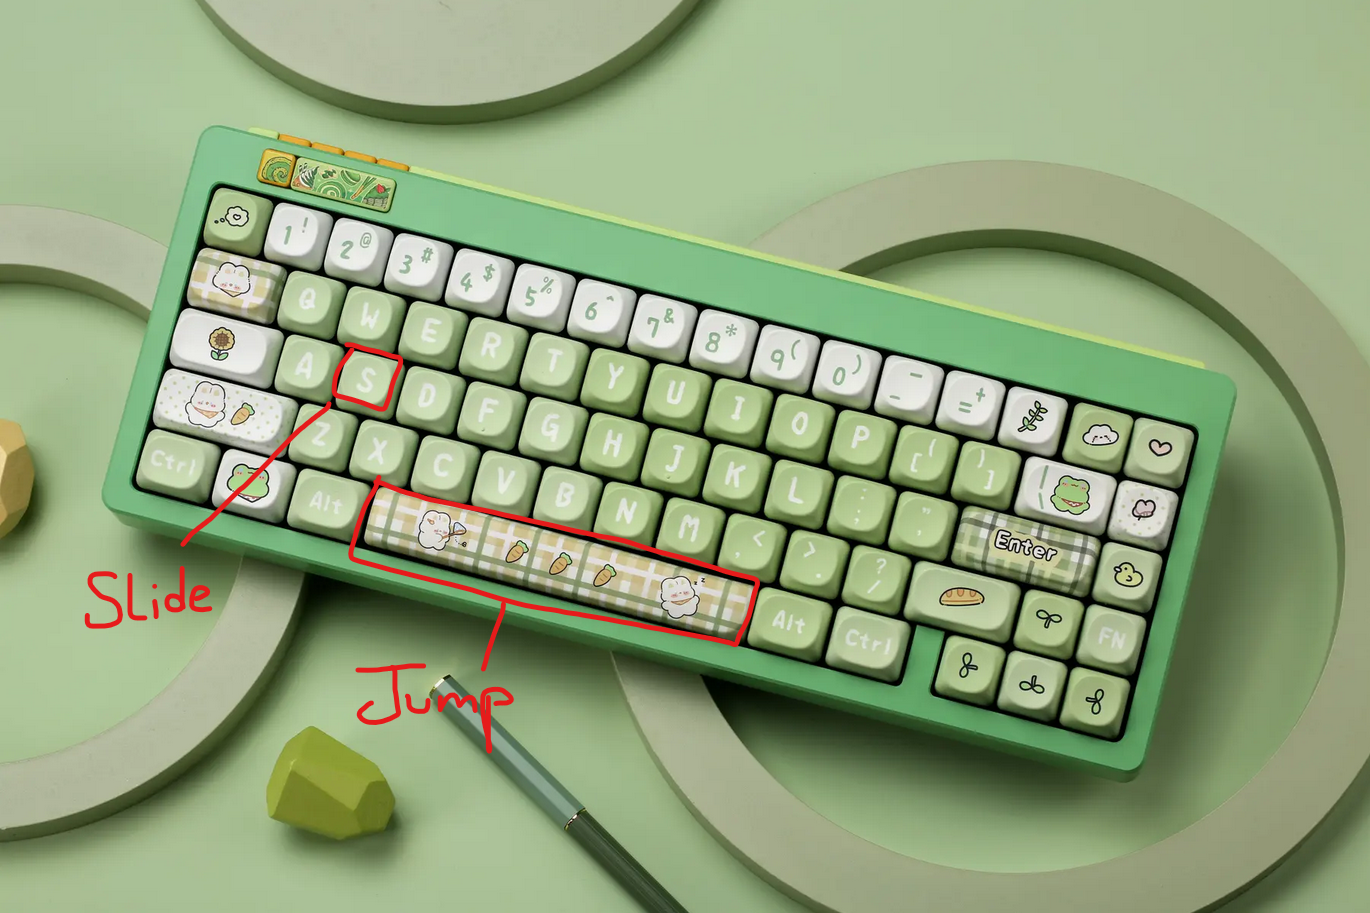 1 ! 2 @ 3 # 4 $ 5 % 6 ^ 7 & 8 * 9 ( 0 ) - _ = +
Q W E R T Y U I O P [ { ] } \ |
A S D F G H J K L ; : ' " Enter
Z X C V B N M , < . > / ? FN
Ctrl Alt Alt Ctrl
Slide
Jump